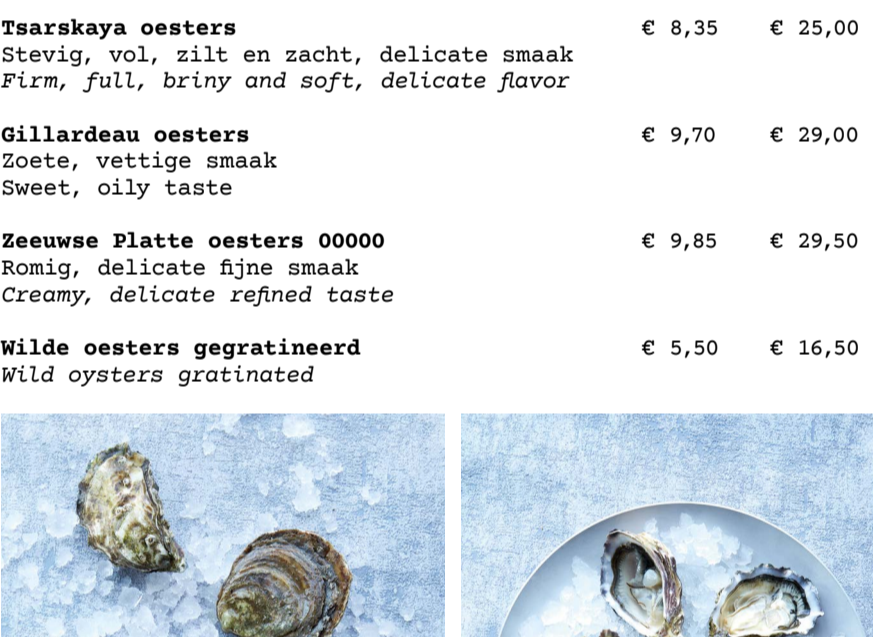 Tsarskaya oesters € 8,35 € 25,00
Stevig, vol, zilt en zacht, delicate smaak
Firm, full, briny and soft, delicate flavor
Gillardeau oesters € 9,70 € 29,00
Zoete, vettige smaak
Sweet, oily taste
Zeeuwse Platte oesters 00000 € 9,85 € 29,50
Romig, delicate fijne smaak
Creamy, delicate refined taste
Wilde oesters gegratineerd € 5,50 € 16,50
Wild oysters gratinated